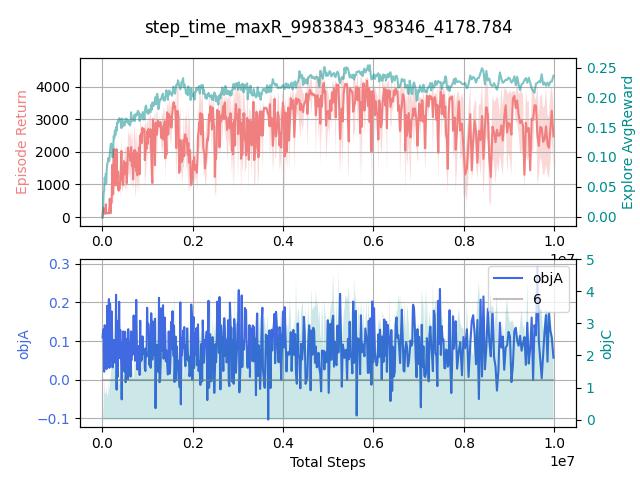 step_time_maxR_9983843_98346_4178.784
Episode Return
4000
3000
2000
1000
0
0.25
0.20
0.15
0.10
0.05
0.00
Explore AvgReward
0.0 0.2 0.4 0.6 0.8 1.0
1e7
objA
0.3
0.2
0.1
0.0
−0.1
objA
6
5
4
3
2
1
0
objC
0.0 0.2 0.4 0.6 0.8 1.0
Total Steps
1e7